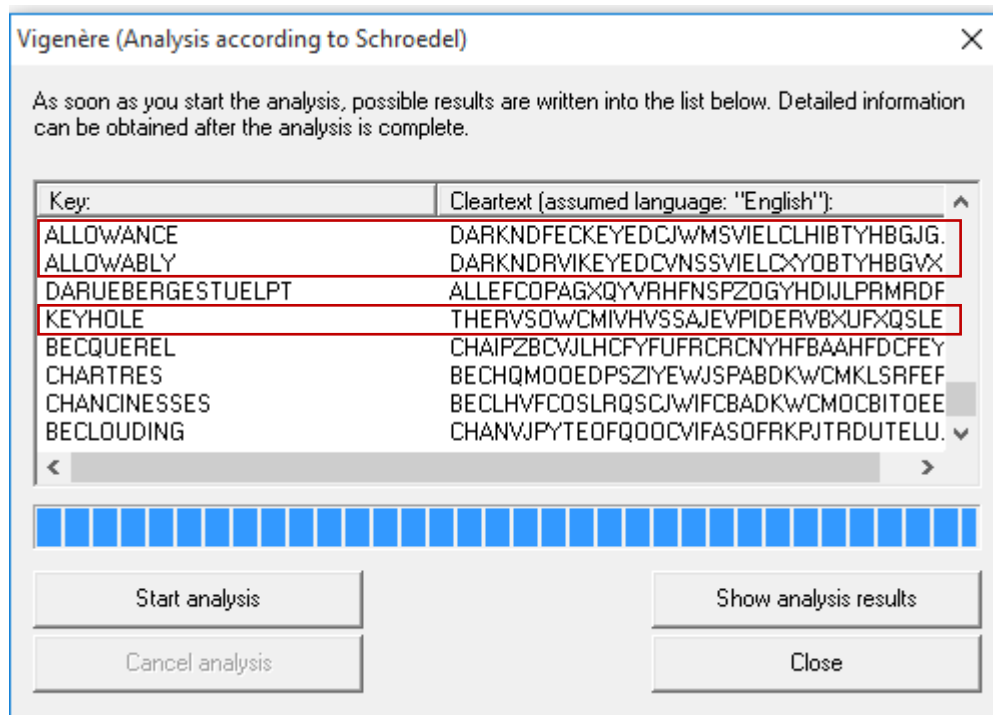 Vigenère (Analysis according to Schroedel)
As soon as you start the analysis, possible results are written into the list below. Detailed information
can be obtained after the analysis is complete.
Key: Cleartext (assumed language: "English"):
ALLOWANCE DARKNDFECKEYEDCJWMSVIELCLHIBTYHBGJG.
ALLOWABLY DARKNDRVIKEYEDCVNSSVIELCXYOBTYHBGVX
DARUEBERGESTUELPT ALLEFCOPAGXQYVRHFNSPZOGYHDIJLPRMRDF
KEYHOLE THERVSOWCMIVHVSSAJEVPIDERVBXUFXQSLE
BECQUEREL CHAIPZBCVJLHCFYFUFRCRCNYHFBAAHFDCFEY
CHARTRES BECHQMOOEDPSZIYEWJSPABDKWCMKLSRFEF
CHANCINESSES BECLHVFCOSLRQSCJWIFCBADKWCMOCBITOEE
BECLOUDING CHANVJPYTEOFQOOCVIFASOFRKPJTRDUTELU.
Start analysis Show analysis results
Cancel analysis Close